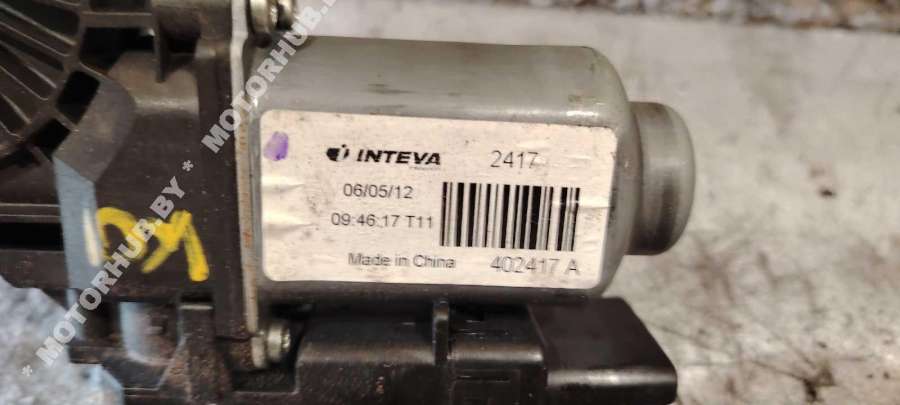 INTEVA 2417
06/05/12
09:46:17 T11
Made in China 402417 A
* MOTORHUB.BY * MOTORHUB.BY